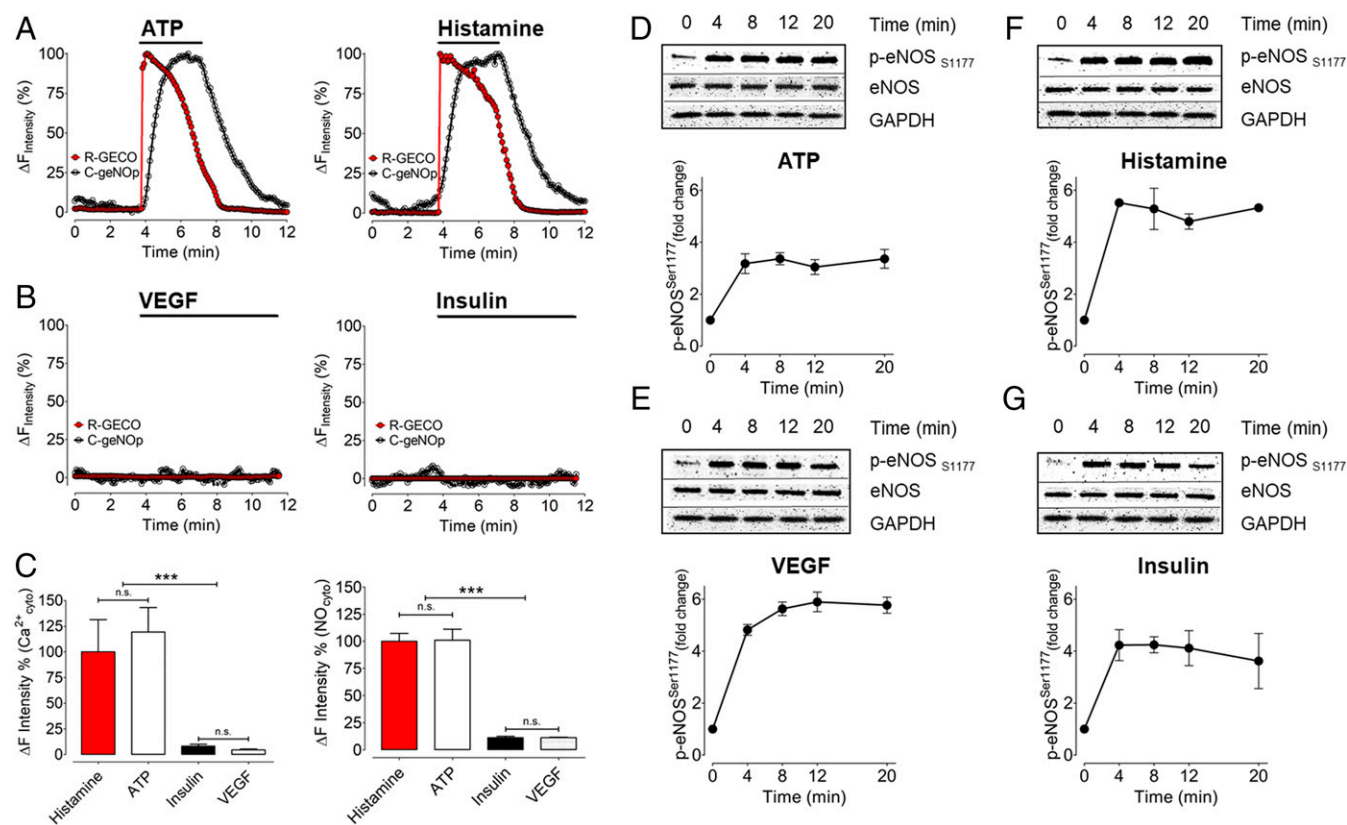 A
ATP
Histamine
ΔF Intensity (%)
100
75
50
25
0
R-GECO
C-geNOp
0 2 4 6 8 10 12
Time (min)
ΔF Intensity (%)
100
75
50
25
0
R-GECO
C-geNOp
0 2 4 6 8 10 12
Time (min)
B
VEGF
Insulin
ΔF Intensity (%)
100
75
50
25
0
R-GECO
C-geNOp
0 2 4 6 8 10 12
Time (min)
ΔF Intensity (%)
100
75
50
25
0
R-GECO
C-geNOp
0 2 4 6 8 10 12
Time (min)
C
ΔF Intensity % (Ca²⁺ cyto)
150
125
100
75
50
25
0
***
n.s.
n.s.
Histamine
ATP
Insulin
VEGF
ΔF Intensity % (NO cyto)
150
125
100
75
50
25
0
***
n.s.
n.s.
Histamine
ATP
Insulin
VEGF
D
0 4 8 12 20 Time (min)
p-eNOS S1177
eNOS
GAPDH
ATP
p-eNOS Ser1177 (fold change)
6
4
2
0
0 4 8 12 20
Time (min)
E
0 4 8 12 20 Time (min)
p-eNOS S1177
eNOS
GAPDH
VEGF
p-eNOS Ser1177 (fold change)
6
4
2
0
0 4 8 12 20
Time (min)
F
0 4 8 12 20 Time (min)
p-eNOS S1177
eNOS
GAPDH
Histamine
p-eNOS Ser1177 (fold change)
6
4
2
0
0 4 8 12 20
Time (min)
G
0 4 8 12 20 Time (min)
p-eNOS S1177
eNOS
GAPDH
Insulin
p-eNOS Ser1177 (fold change)
6
4
2
0
0 4 8 12 20
Time (min)